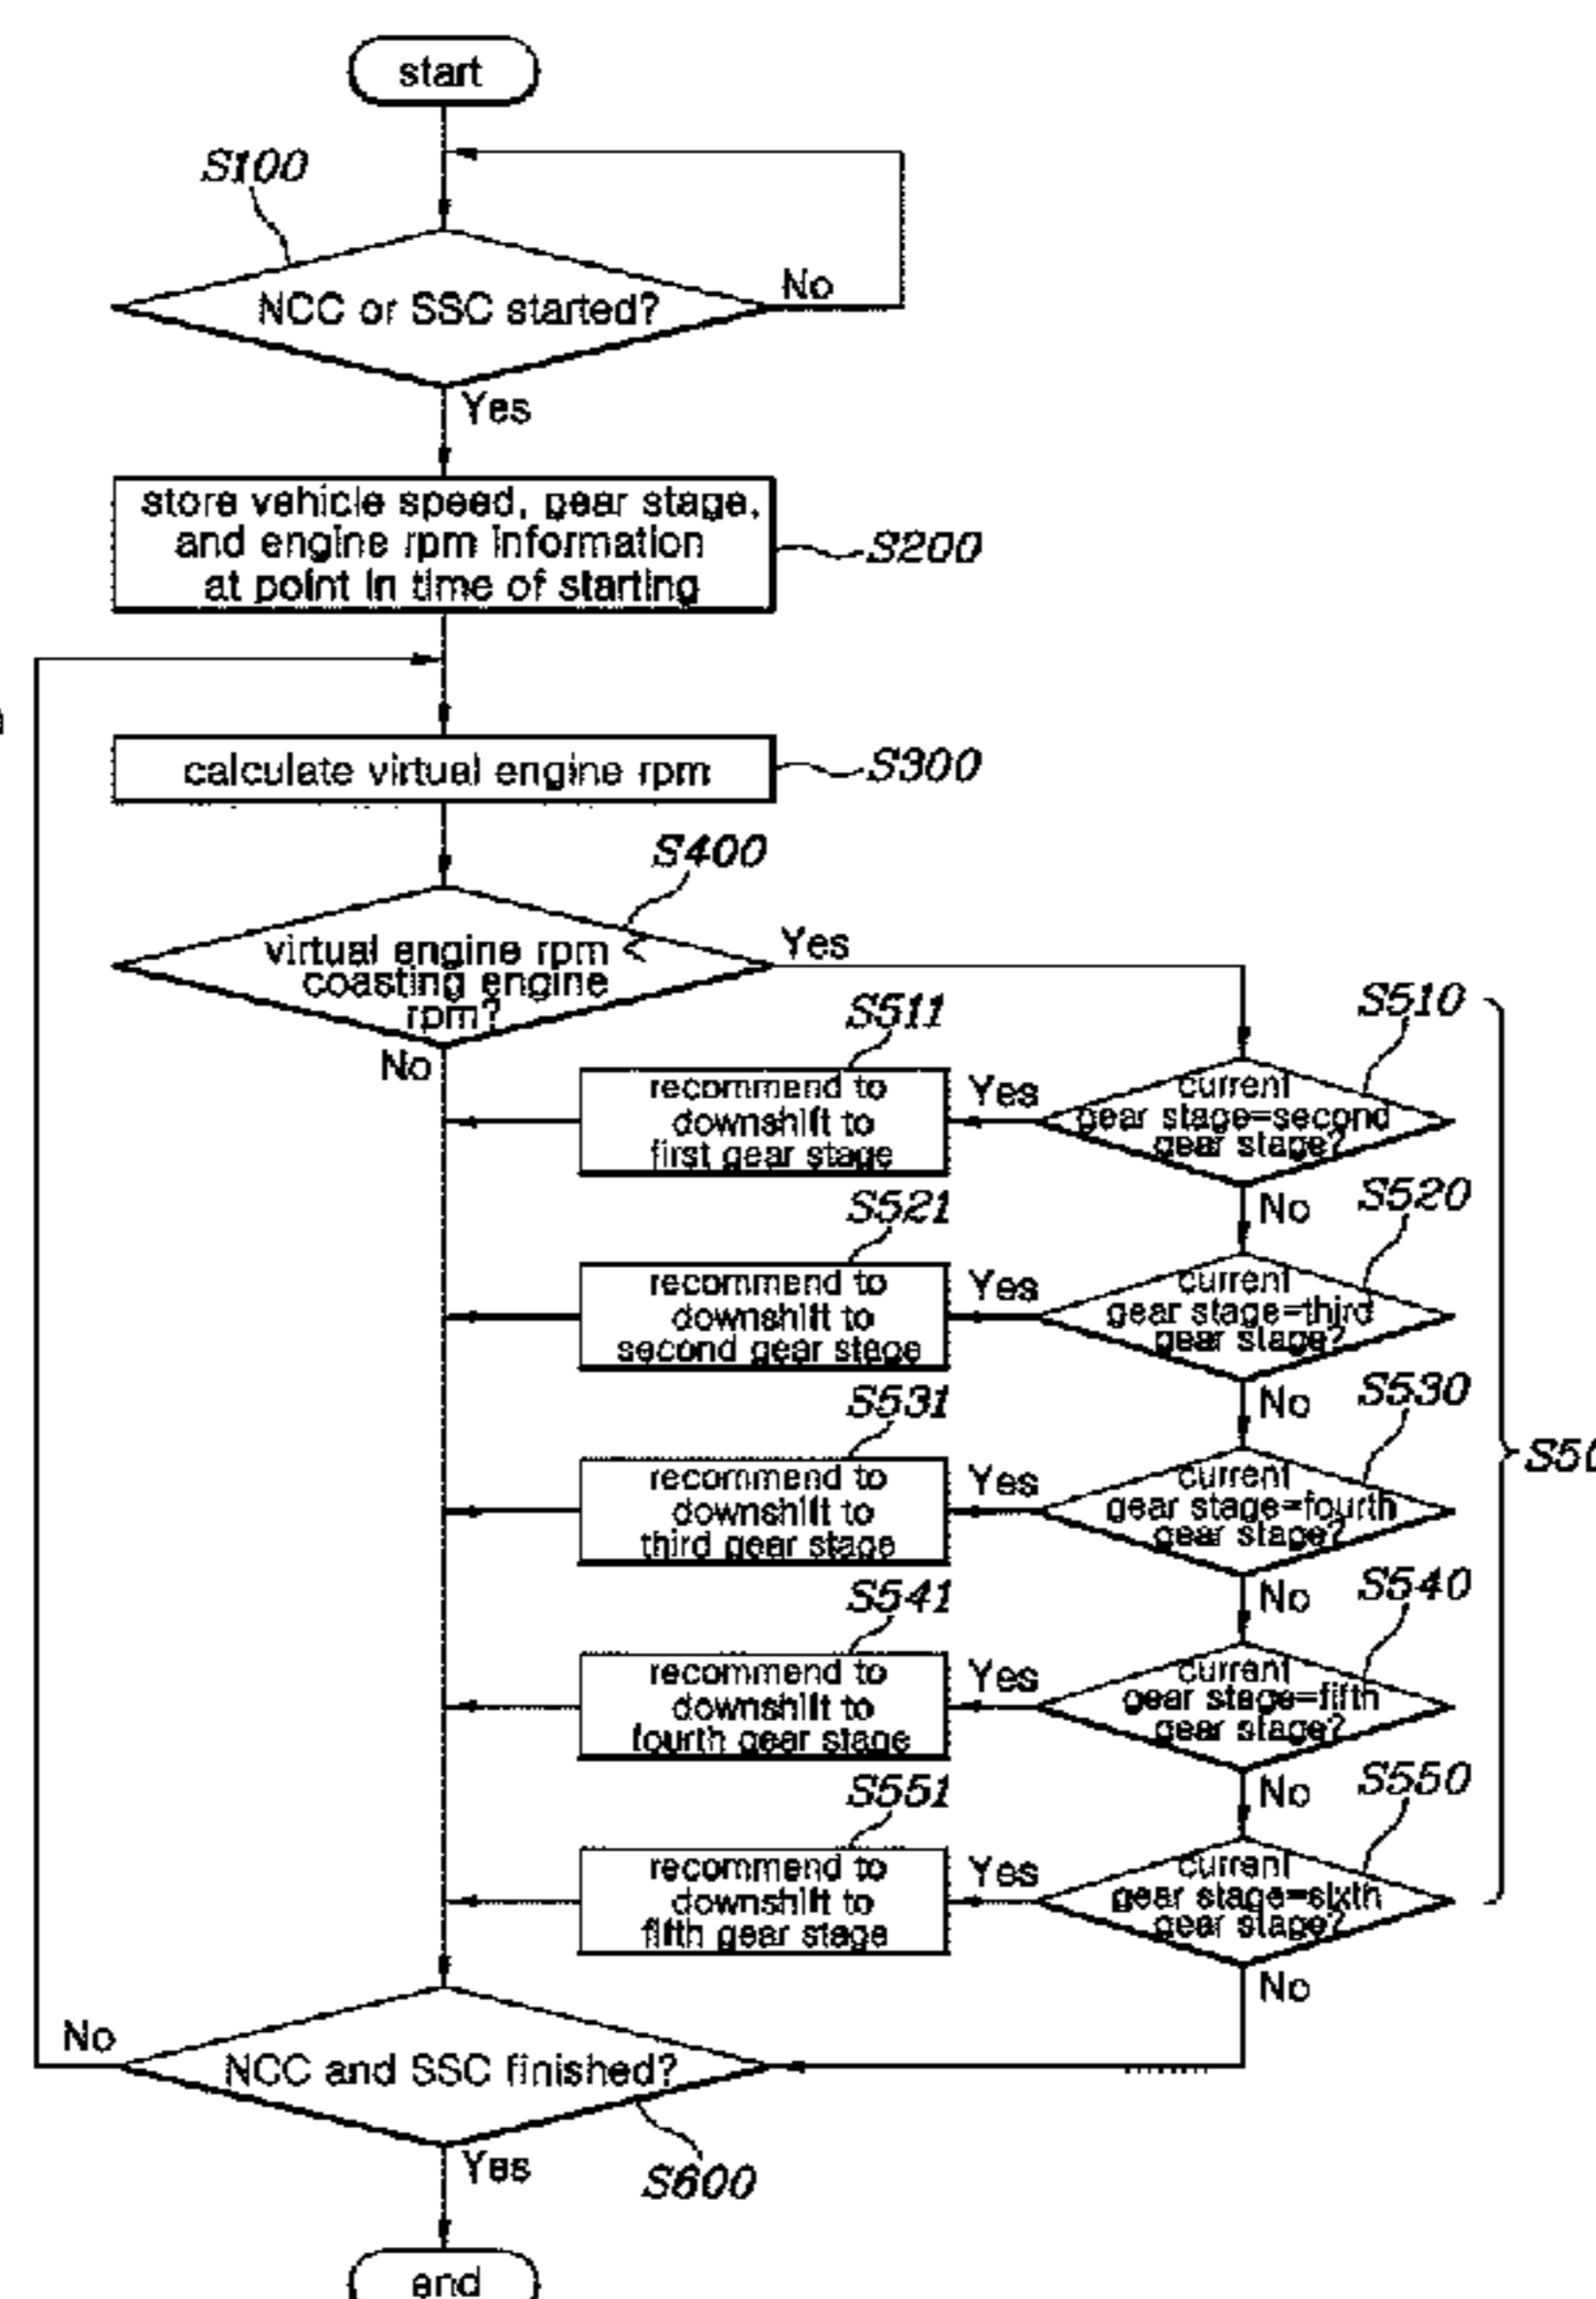 start
S100
NCC or SSC started?
No
Yes
store vehicle speed, gear stage,
and engine rpm information
at point in time of starting
S200
calculate virtual engine rpm
S300
S400
virtual engine rpm <
coasting engine
rpm?
Yes
No
S510
current
gear stage=second
gear stage?
Yes
S511
recommend to
downshift to
first gear stage
No
S520
current
gear stage=third
gear stage?
Yes
S521
recommend to
downshift to
second gear stage
No
S530
current
gear stage=fourth
gear stage?
Yes
S531
recommend to
downshift to
third gear stage
S50
No
S540
current
gear stage=fifth
gear stage?
Yes
S541
recommend to
downshift to
fourth gear stage
No
S550
current
gear stage=sixth
gear stage?
Yes
S551
recommend to
downshift to
fifth gear stage
No
NCC and SSC finished?
No
S600
Yes
end